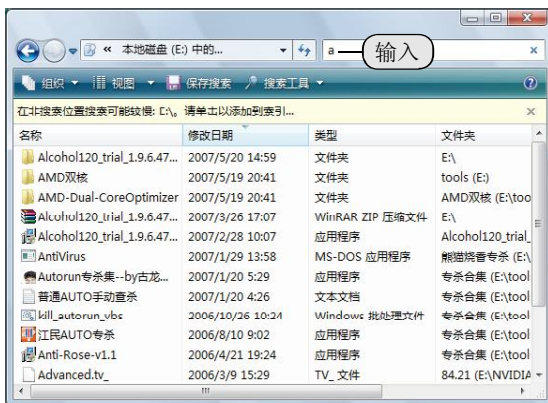 « 本地磁盘 (E:) 中的...
a
输入
组织 视图 保存搜索 搜索工具
在非搜索位置搜索可能较慢: E:\。请单击以添加到索引...
名称 修改日期 类型 文件夹
Alcohol120_trial_1.9.6.47... 2007/5/20 14:59 文件夹 E:\
AMD双核 2007/5/19 20:41 文件夹 tools (E:)
AMD-Dual-CoreOptimizer 2007/5/19 20:41 文件夹 AMD双核 (E:\too
Alcohol120_trial_1.9.6.47... 2007/3/26 17:07 WinRAR ZIP 压缩文件 E:\
Alcohol120_trial_1.9.6.47... 2007/2/28 10:07 应用程序 Alcohol120_trial_
AntiVirus 2007/1/29 13:58 MS-DOS 应用程序 熊猫烧香专杀 (E:\
Autorun专杀集--by古龙... 2007/1/20 5:29 应用程序 专杀合集 (E:\tool
普通AUTO手动查杀 2007/1/20 4:26 文本文档 专杀合集 (E:\tool
kill_autorun_vbs 2006/10/26 10:24 Windows 批处理文件 专杀合集 (E:\tool
江民AUTO专杀 2006/8/10 9:02 应用程序 专杀合集 (E:\tool
Anti-Rose-v1.1 2006/4/21 19:24 应用程序 专杀合集 (E:\tool
Advanced.tv_ 2006/3/9 15:29 TV_ 文件 84.21 (E:\NVIDIA